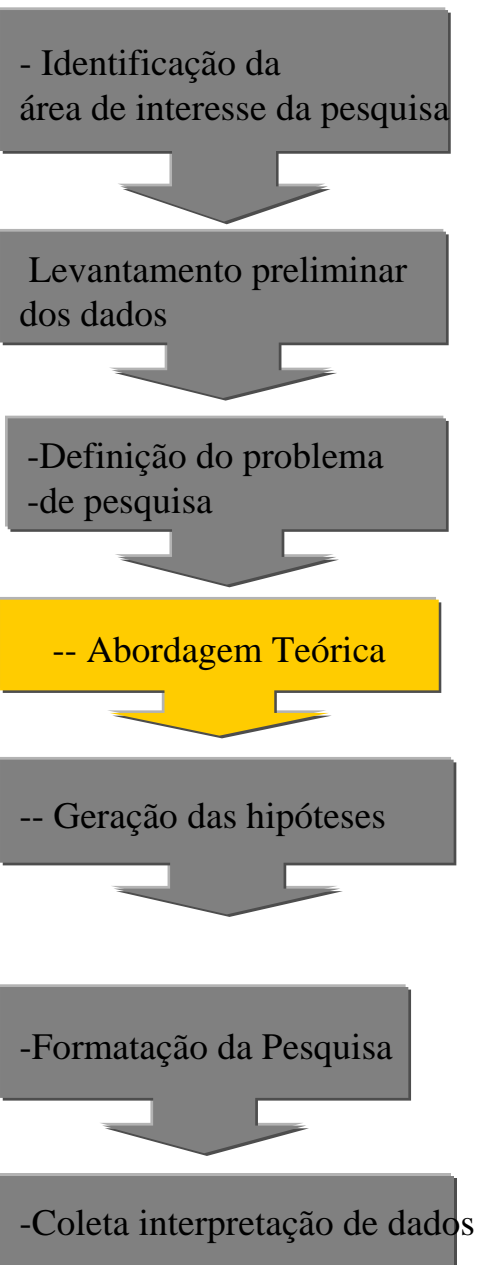 - Identificação da
área de interesse da pesquisa
Levantamento preliminar
dos dados
-Definição do problema
-de pesquisa
-- Abordagem Teórica
-- Geração das hipóteses
-Formatação da Pesquisa
-Coleta interpretação de dados